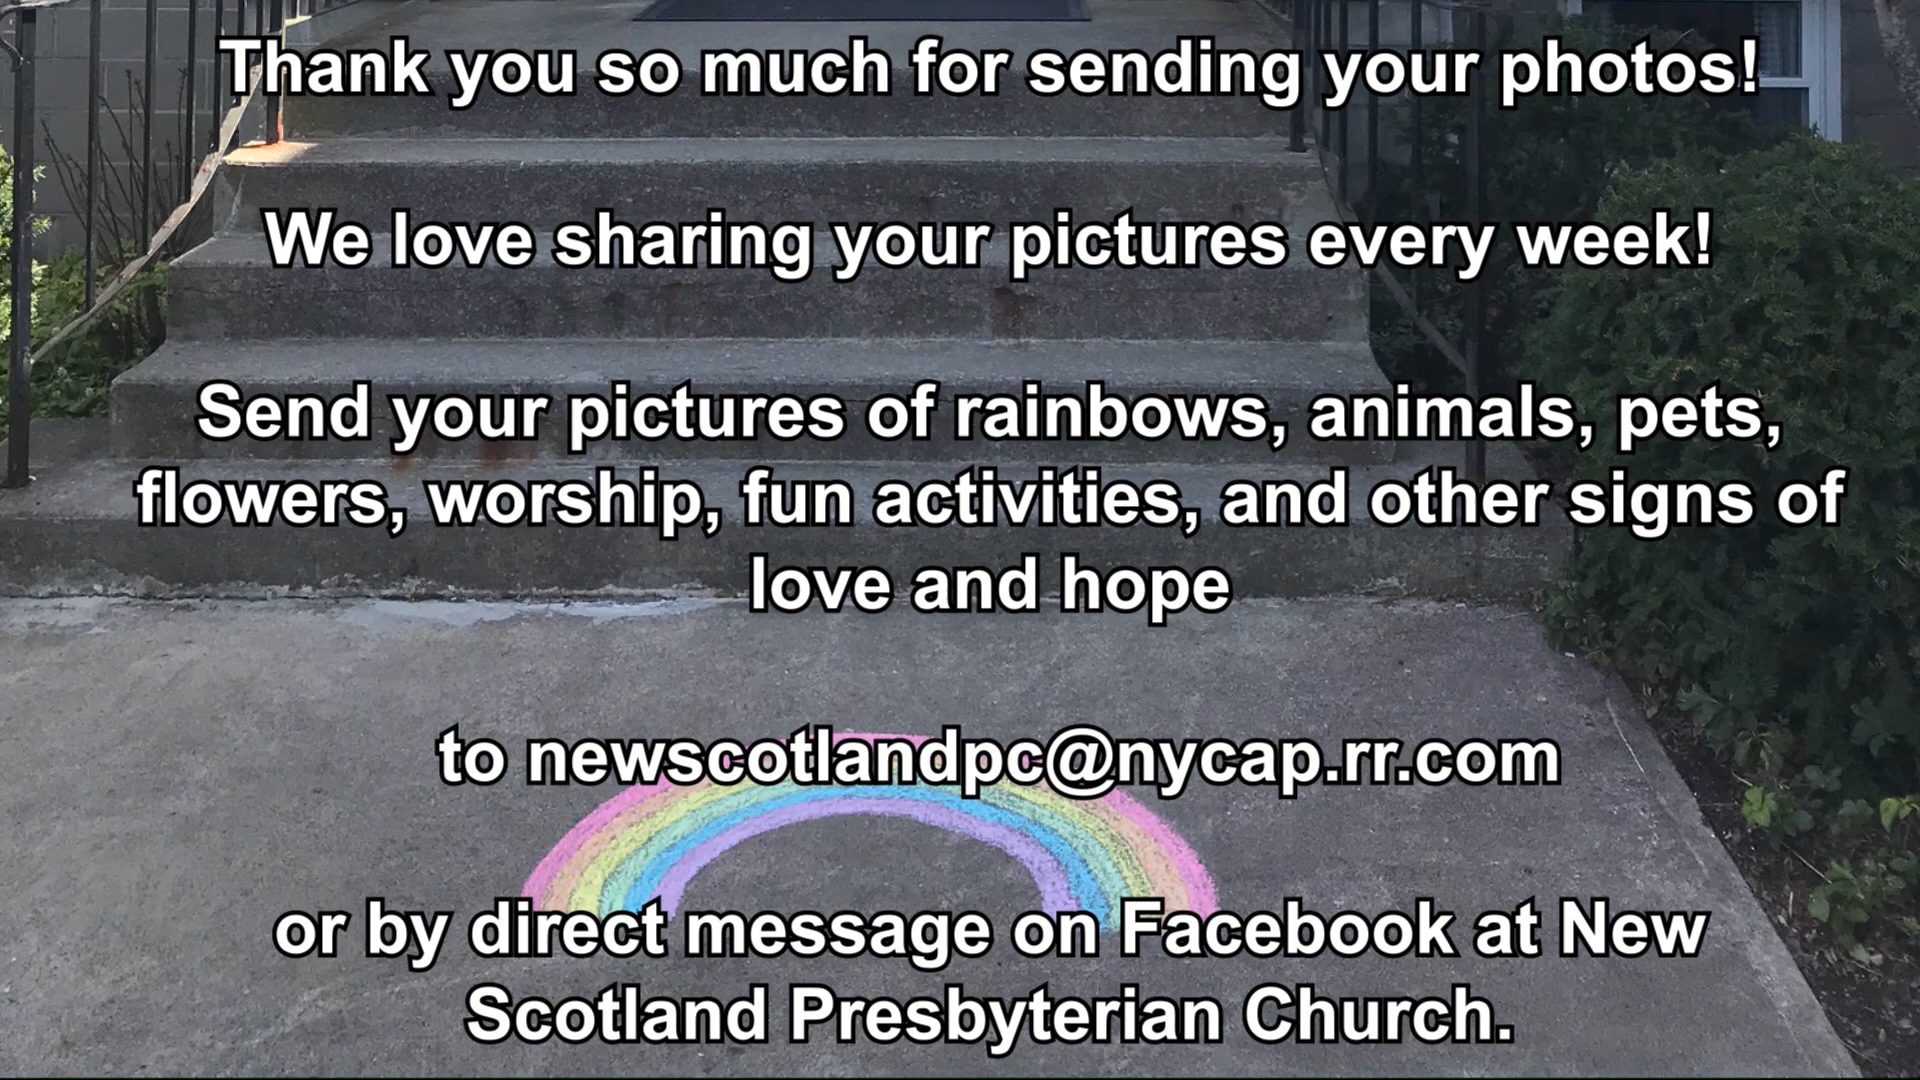 Thank you so much for sending your photos!
We love sharing your pictures every week!
Send your pictures of rainbows, animals, pets,
flowers, worship, fun activities, and other signs of
love and hope
to newscotlandpc@nycap.rr.com
or by direct message on Facebook at New
Scotland Presbyterian Church.